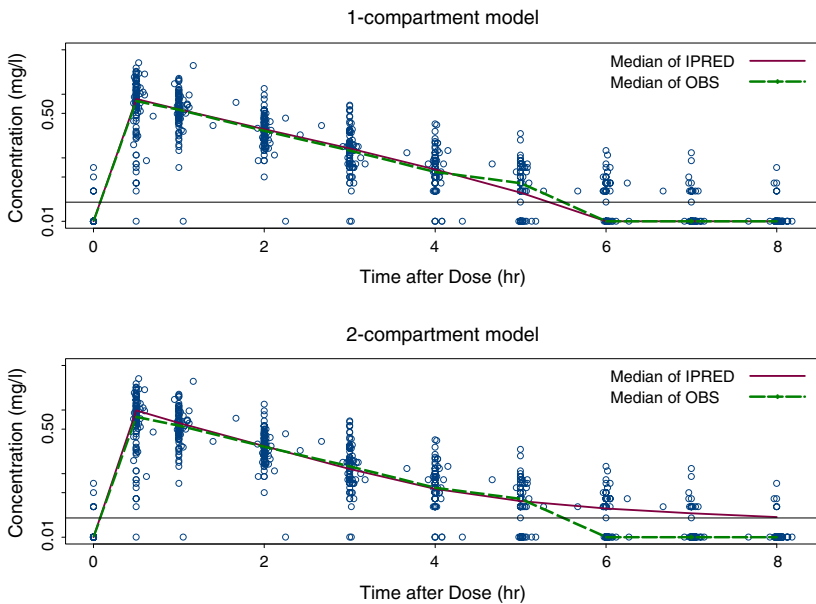 1-compartment model
Concentration (mg/l)
0.50
0.01
Median of IPRED
Median of OBS
0 2 4 6 8
Time after Dose (hr)
2-compartment model
Concentration (mg/l)
0.50
0.01
Median of IPRED
Median of OBS
0 2 4 6 8
Time after Dose (hr)